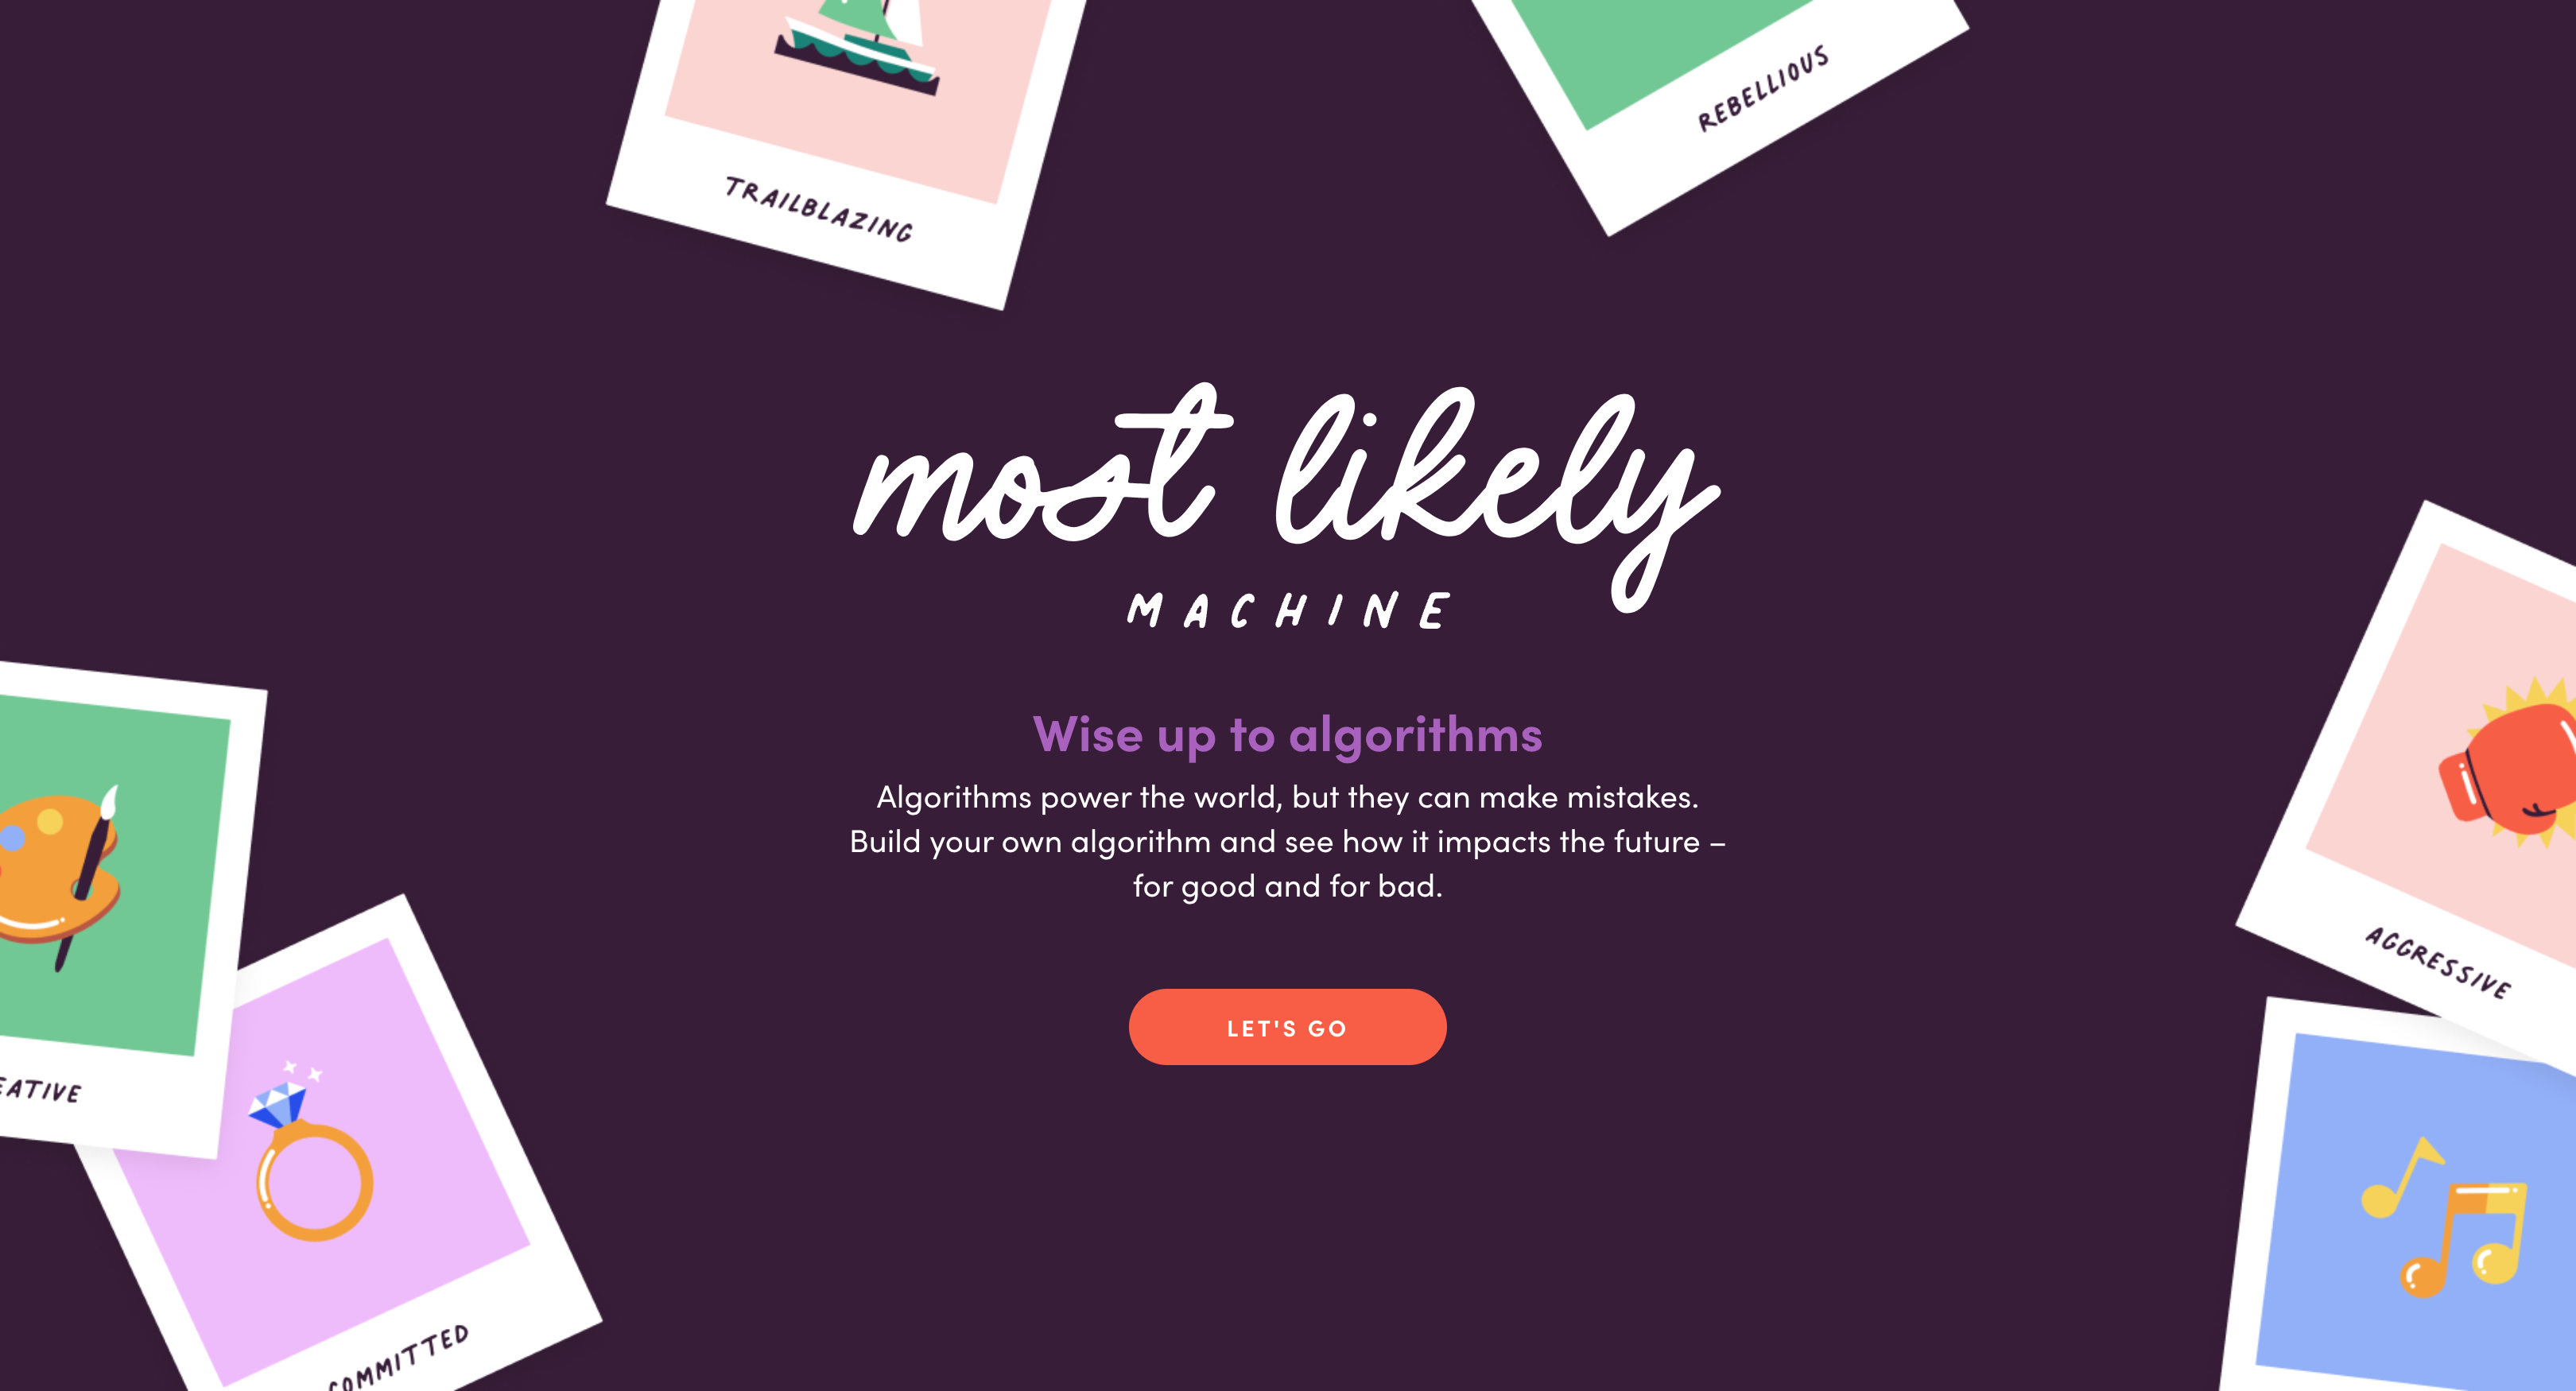 TRAILBLAZING
REBELLIOUS
most likely
MACHINE
Wise up to algorithms
Algorithms power the world, but they can make mistakes.
Build your own algorithm and see how it impacts the future –
for good and for bad.
LET'S GO
AGGRESSIVE
EATIVE
COMMITTED